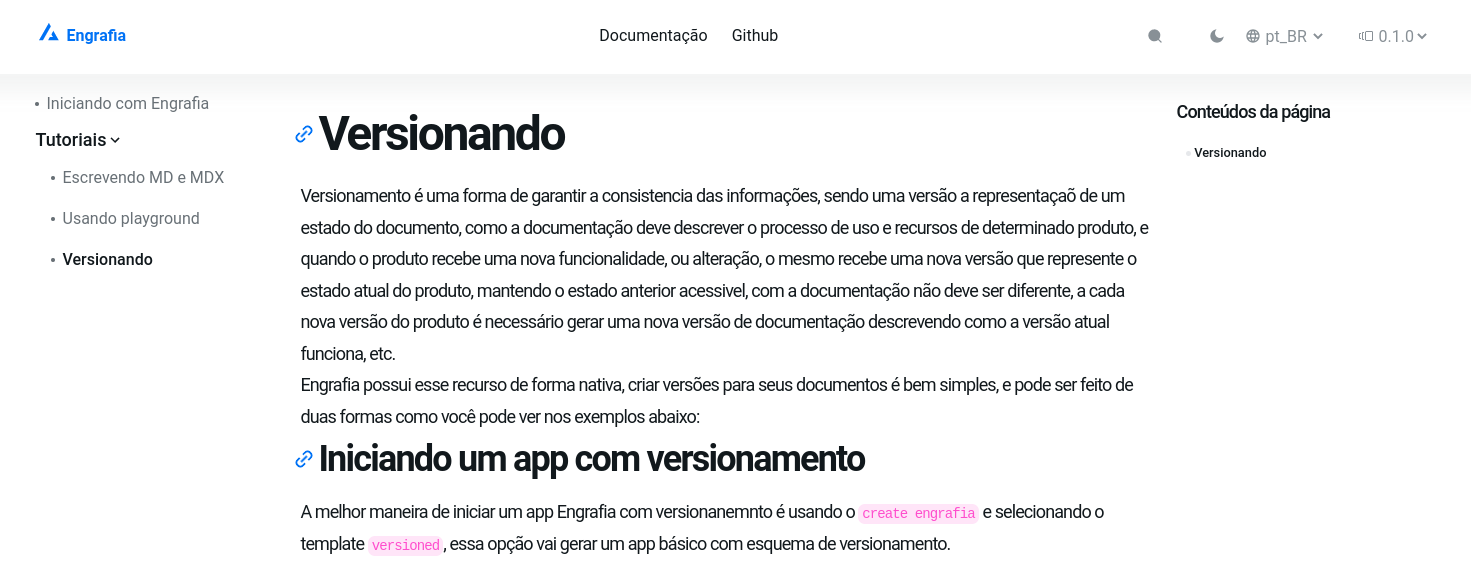 Engrafia
Documentação
Github
pt_BR
0.1.0
Iniciando com Engrafia
Tutoriais
Escrevendo MD e MDX
Usando playground
Versionando
Versionando
Versionamento é uma forma de garantir a consistencia das informações, sendo uma versão a representaçaõ de um
estado do documento, como a documentação deve descrever o processo de uso e recursos de determinado produto, e
quando o produto recebe uma nova funcionalidade, ou alteração, o mesmo recebe uma nova versão que represente o
estado atual do produto, mantendo o estado anterior acessivel, com a documentação não deve ser diferente, a cada
nova versão do produto é necessário gerar uma nova versão de documentação descrevendo como a versão atual
funciona, etc.
Engrafia possui esse recurso de forma nativa, criar versões para seus documentos é bem simples, e pode ser feito de
duas formas como você pode ver nos exemplos abaixo:
Iniciando um app com versionamento
A melhor maneira de iniciar um app Engrafia com versionanemnto é usando o create engrafia e selecionando o
template versioned, essa opção vai gerar um app básico com esquema de versionamento.
Conteúdos da página
Versionando